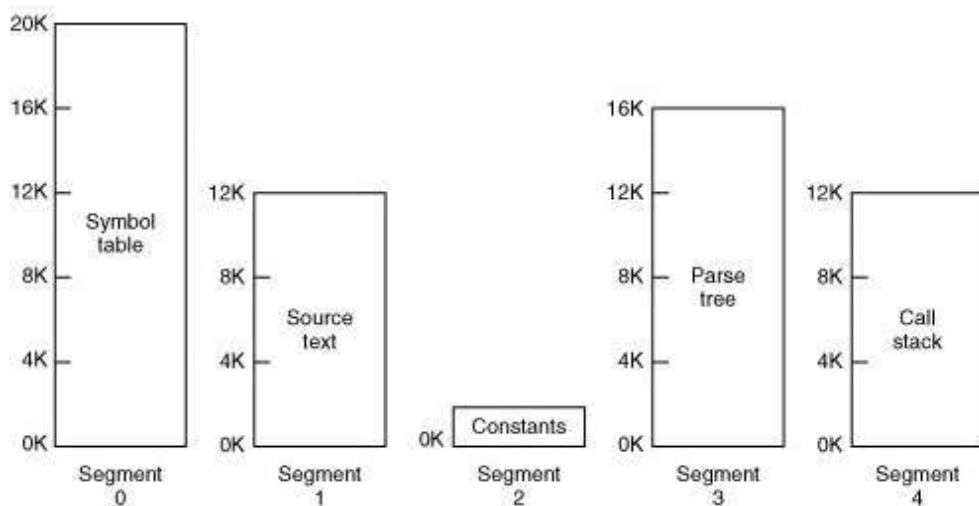 20K
16K
12K
8K
4K
0K
Symbol
table
Segment
0
12K
8K
4K
0K
Source
text
Segment
1
0K
Constants
Segment
2
16K
12K
8K
4K
0K
Parse
tree
Segment
3
12K
8K
4K
0K
Call
stack
Segment
4